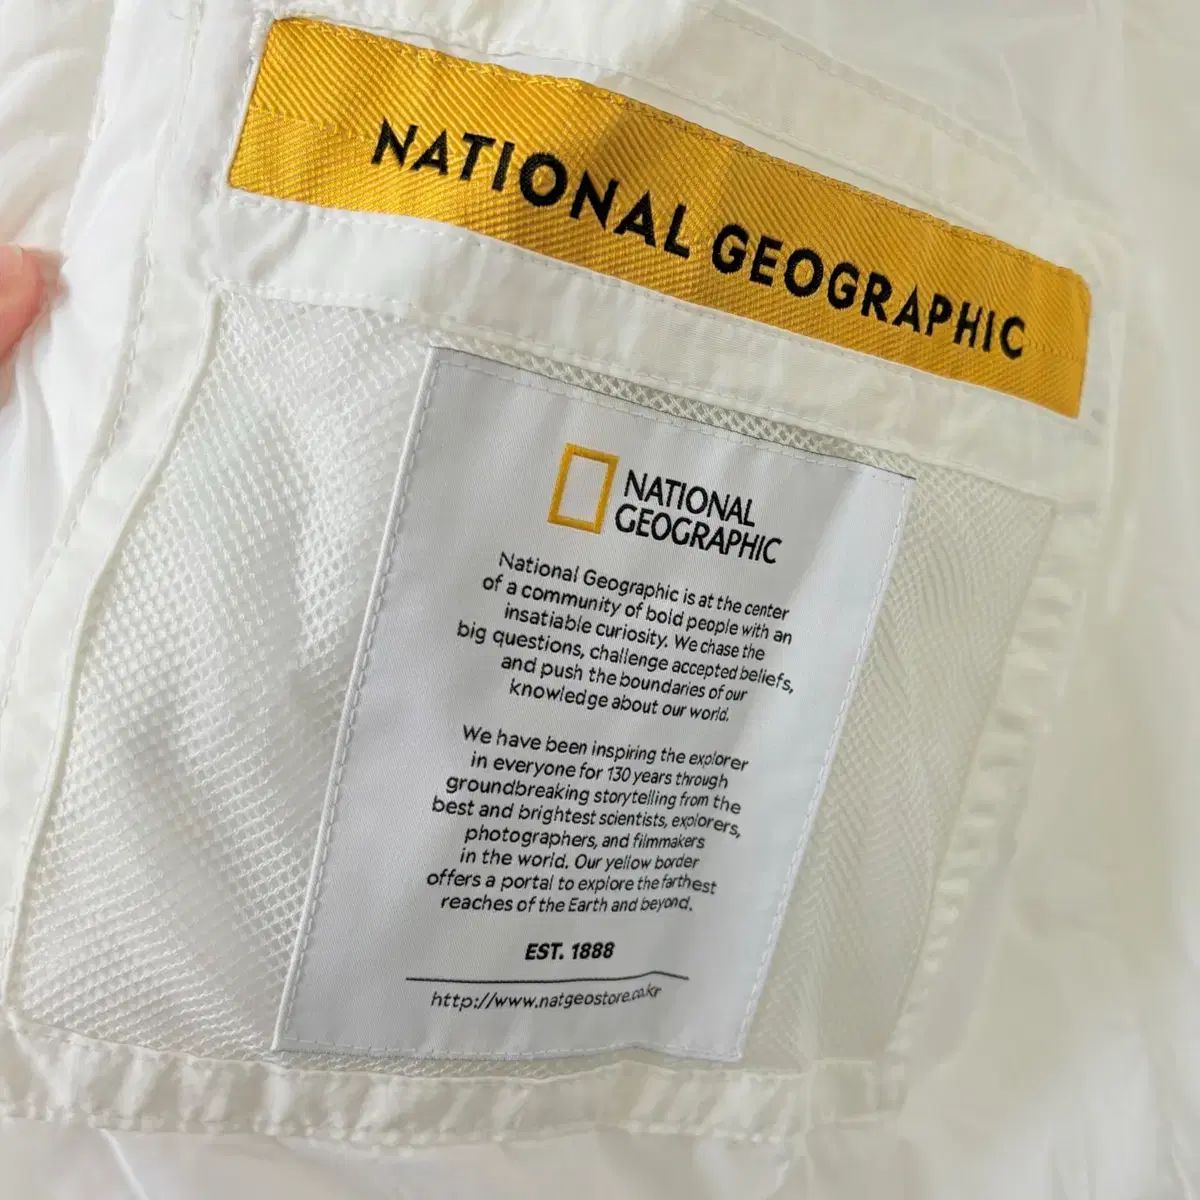 NATIONAL GEOGRAPHIC
NATIONAL
GEOGRAPHIC
National Geographic is at the center
of a community of bold people with an
insatiable curiosity. We chase the
big questions, challenge accepted beliefs,
and push the boundaries of our
knowledge about our world.
We have been inspiring the explorer
in everyone for 130 years through
groundbreaking storytelling from the
best and brightest scientists, explorers,
photographers, and filmmakers
in the world. Our yellow border
offers a portal to explore the farthest
reaches of the Earth and beyond.
EST. 1888
http://www.natgeostore.co.kr